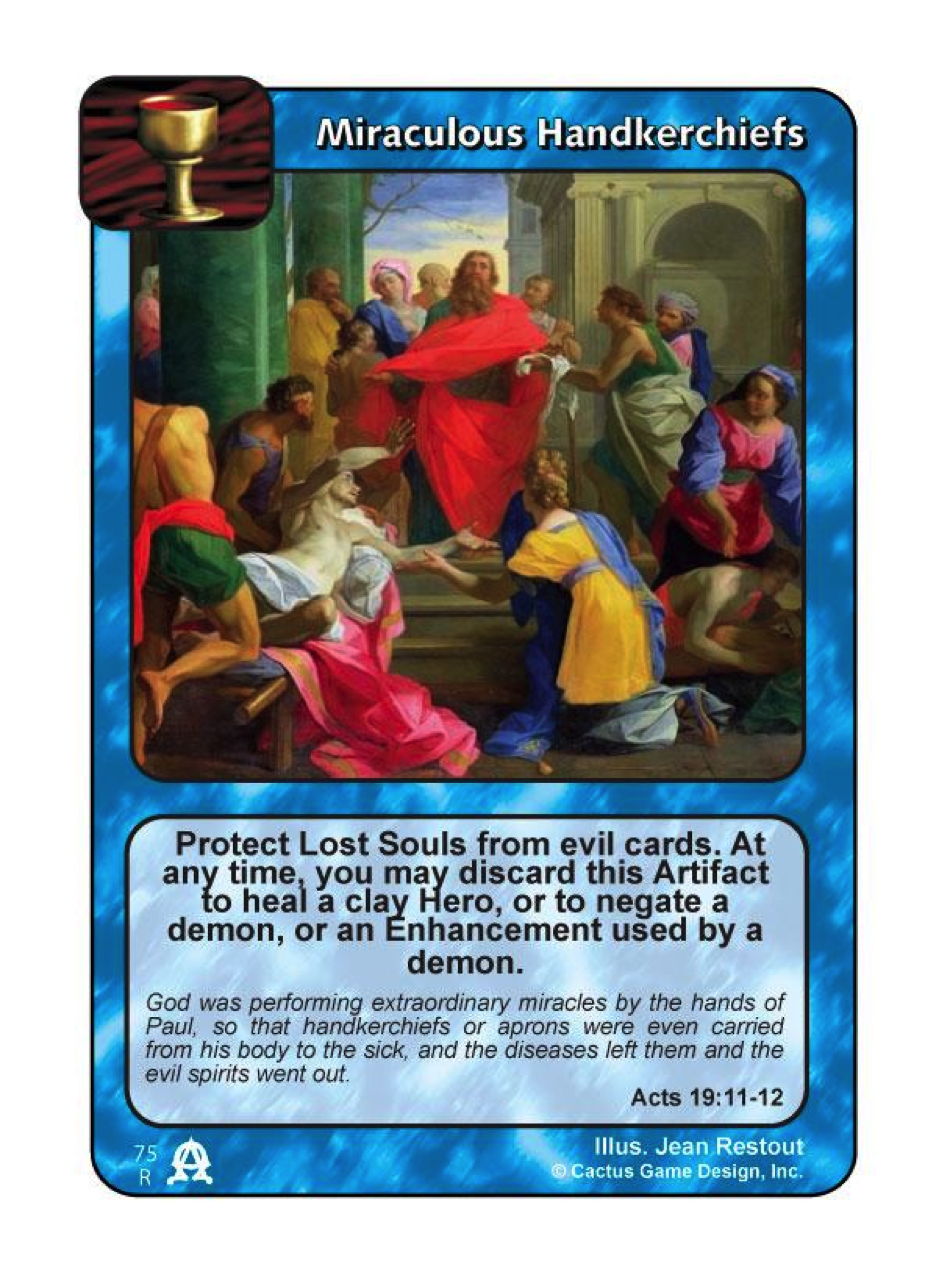 Miraculous Handkerchiefs
Protect Lost Souls from evil cards. At
any time, you may discard this Artifact
to heal a clay Hero, or to negate a
demon, or an Enhancement used by a
demon.
God was performing extraordinary miracles by the hands of
Paul, so that handkerchiefs or aprons were even carried
from his body to the sick, and the diseases left them and the
evil spirits went out.
Acts 19:11-12
75
R
Illus. Jean Restout
© Cactus Game Design, Inc.